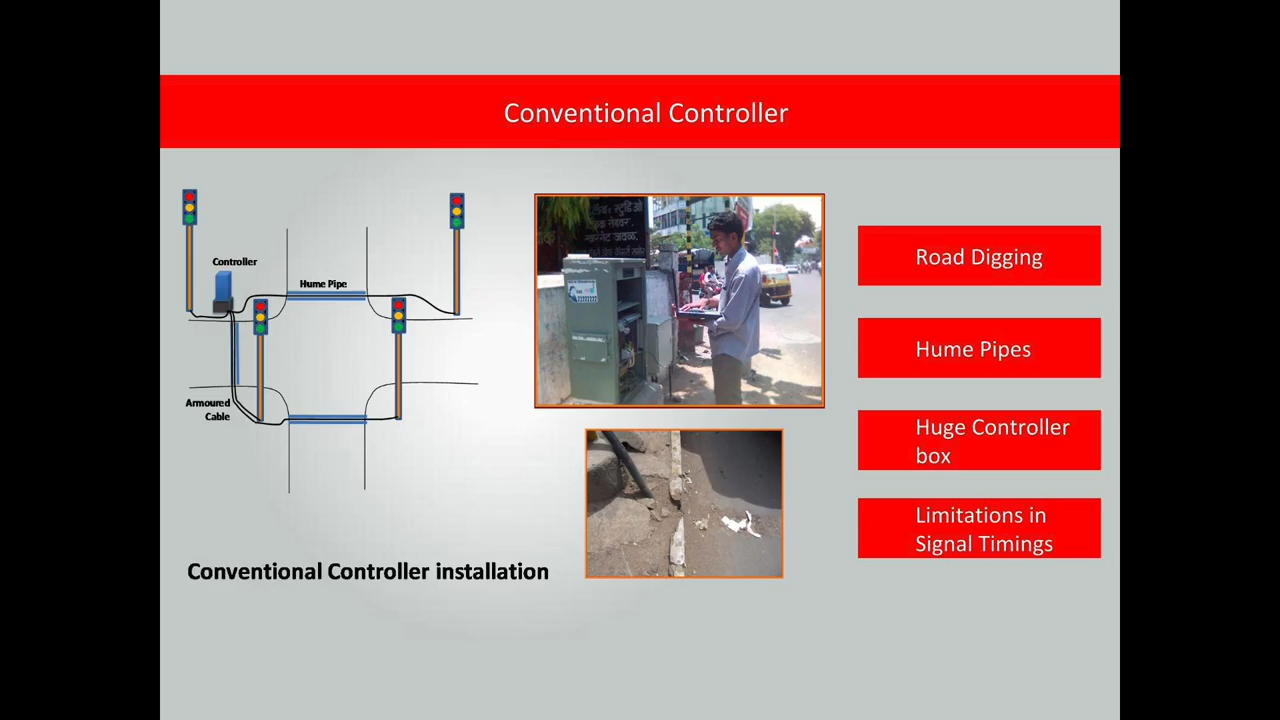 Conventional Controller
Controller
Hume Pipe
Armoured
Cable
Conventional Controller installation
स्टुडिओ
जवळ.
Road Digging
Hume Pipes
Huge Controller
box
Limitations in
Signal Timings